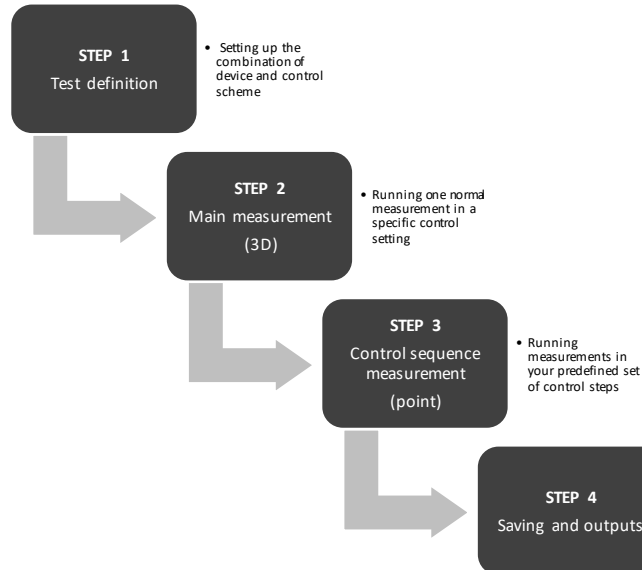 STEP 1
Test definition
• Setting up the
combination of
device and control
scheme
STEP 2
Main measurement
(3D)
• Running one normal
measurement in a
specific control
setting
STEP 3
Control sequence
measurement
(point)
• Running
measurements in
your predefined set
of control steps
STEP 4
Saving and outputs